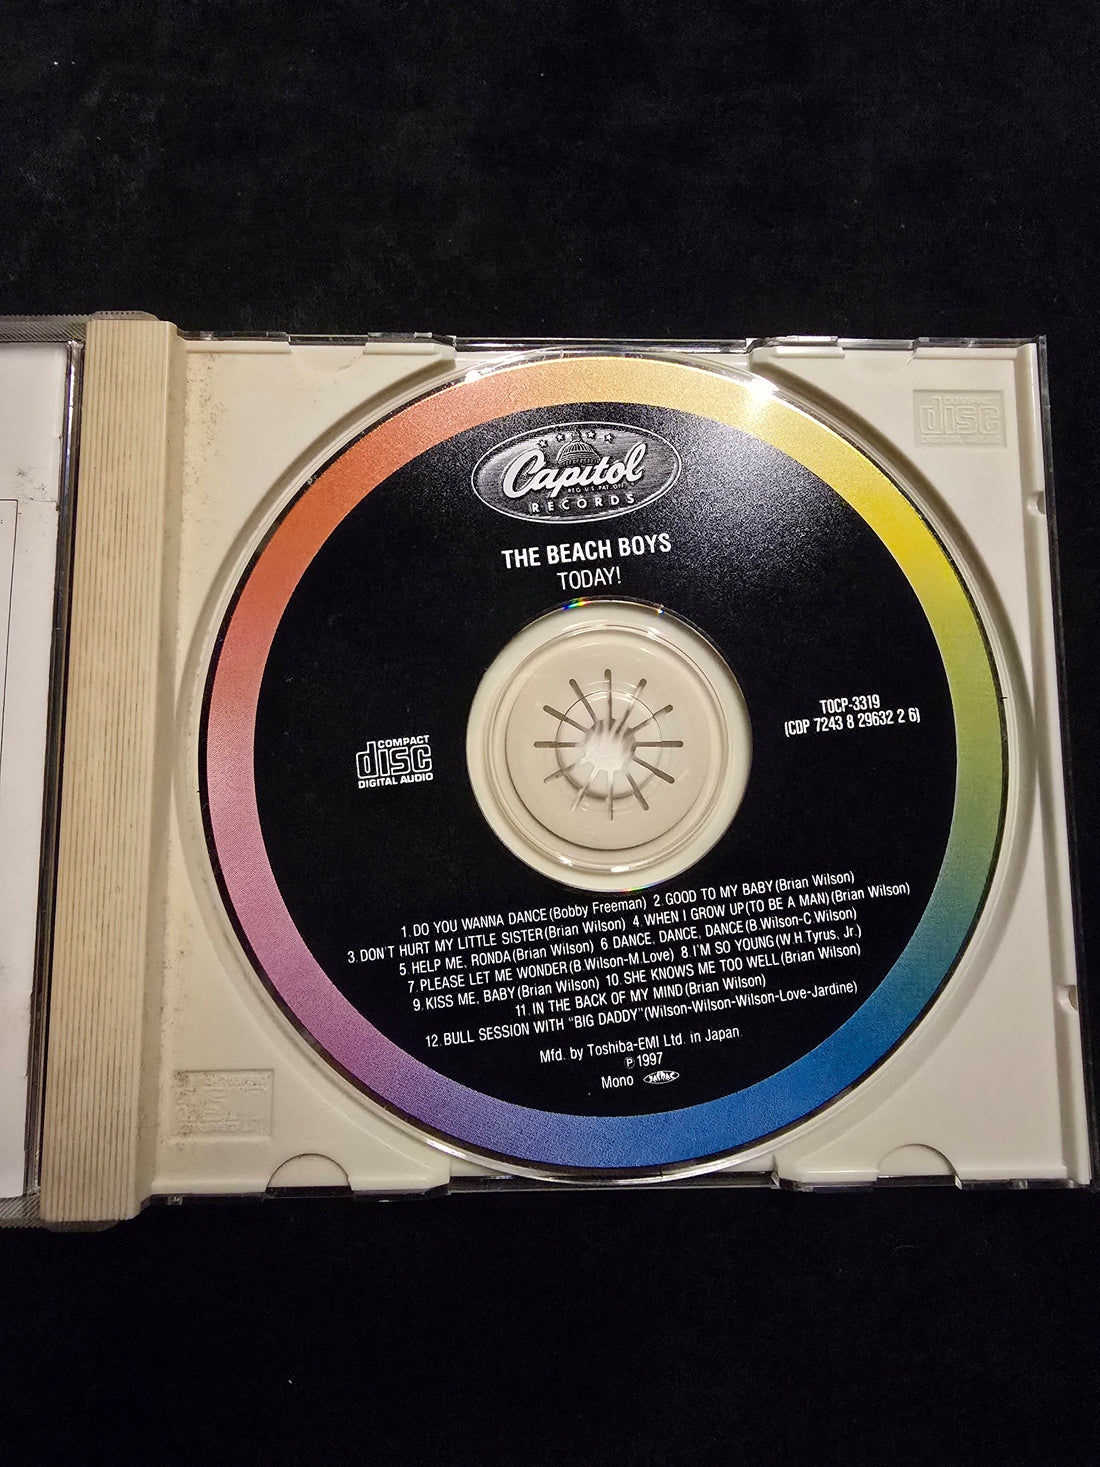 Capitol
REG. U.S. PAT. OFF.
RECORDS
THE BEACH BOYS
TODAY!
TOCP-3319
(CDP 7243 8 29632 2 6)
COMPACT
disc
DIGITAL AUDIO
COMPACT
disc
DIGITAL AUDIO
1. DO YOU WANNA DANCE (Bobby Freeman) 2. GOOD TO MY BABY (Brian Wilson)
3. DON'T HURT MY LITTLE SISTER (Brian Wilson) 4. WHEN I GROW UP (TO BE A MAN) (Brian Wilson)
5. HELP ME, RONDA (Brian Wilson) 6 DANCE, DANCE, DANCE (B.Wilson-C.Wilson)
7. PLEASE LET ME WONDER (B.Wilson-M.Love) 8. I'M SO YOUNG (W.H.Tyrus, Jr.)
9. KISS ME, BABY (Brian Wilson) 10. SHE KNOWS ME TOO WELL (Brian Wilson)
11. IN THE BACK OF MY MIND (Brian Wilson)
12. BULL SESSION WITH "BIG DADDY" (Wilson-Wilson-Wilson-Love-Jardine)
Mfd. by Toshiba-EMI Ltd. in Japan
Ⓟ 1997
Mono